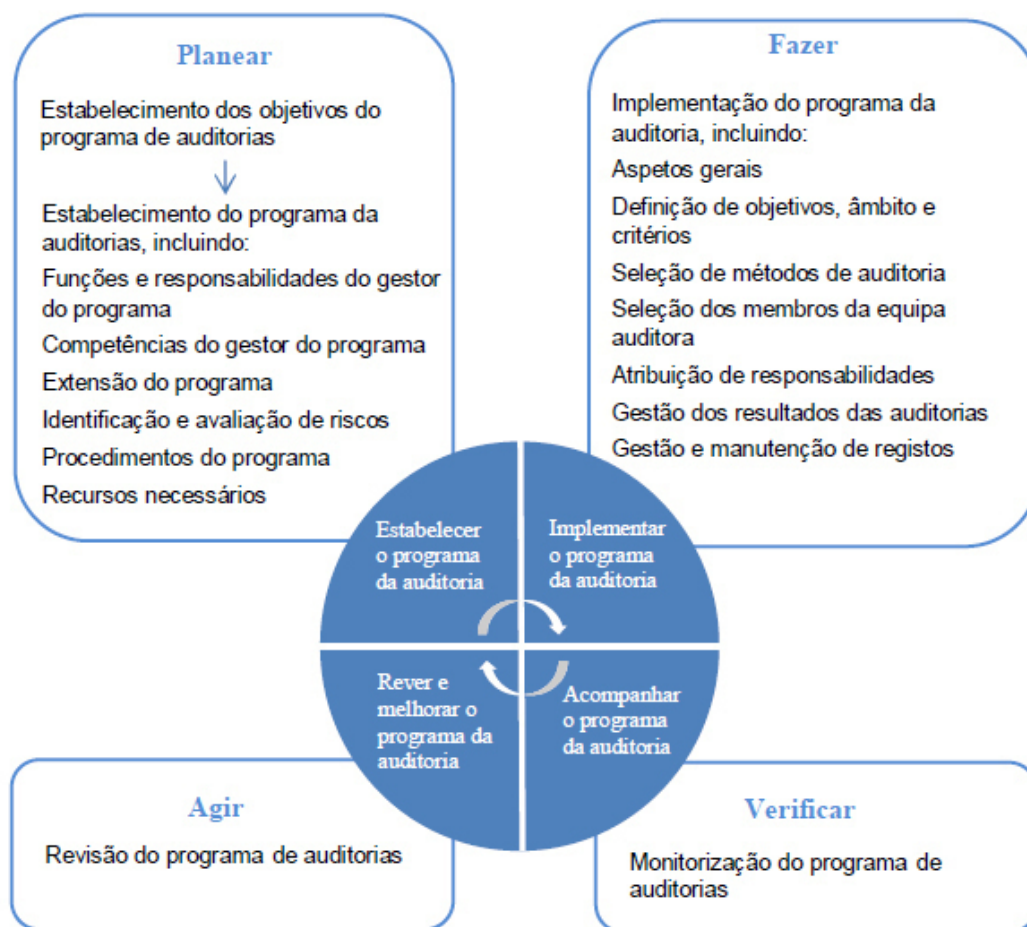 Planear
Estabelecimento dos objetivos do
programa de auditorias
Estabelecimento do programa da
auditorias, incluindo:
Funções e responsabilidades do gestor
do programa
Competências do gestor do programa
Extensão do programa
Identificação e avaliação de riscos
Procedimentos do programa
Recursos necessários
Fazer
Implementação do programa da
auditoria, incluindo:
Aspetos gerais
Definição de objetivos, âmbito e
critérios
Seleção de métodos de auditoria
Seleção dos membros da equipa
auditora
Atribuição de responsabilidades
Gestão dos resultados das auditorias
Gestão e manutenção de registos
Estabelecer
o programa
da auditoria
Implementar
o programa
da auditoria
Rever e
melhorar o
programa da
auditoria
Acompanhar
o programa
da auditoria
Agir
Revisão do programa de auditorias
Verificar
Monitorização do programa de
auditorias